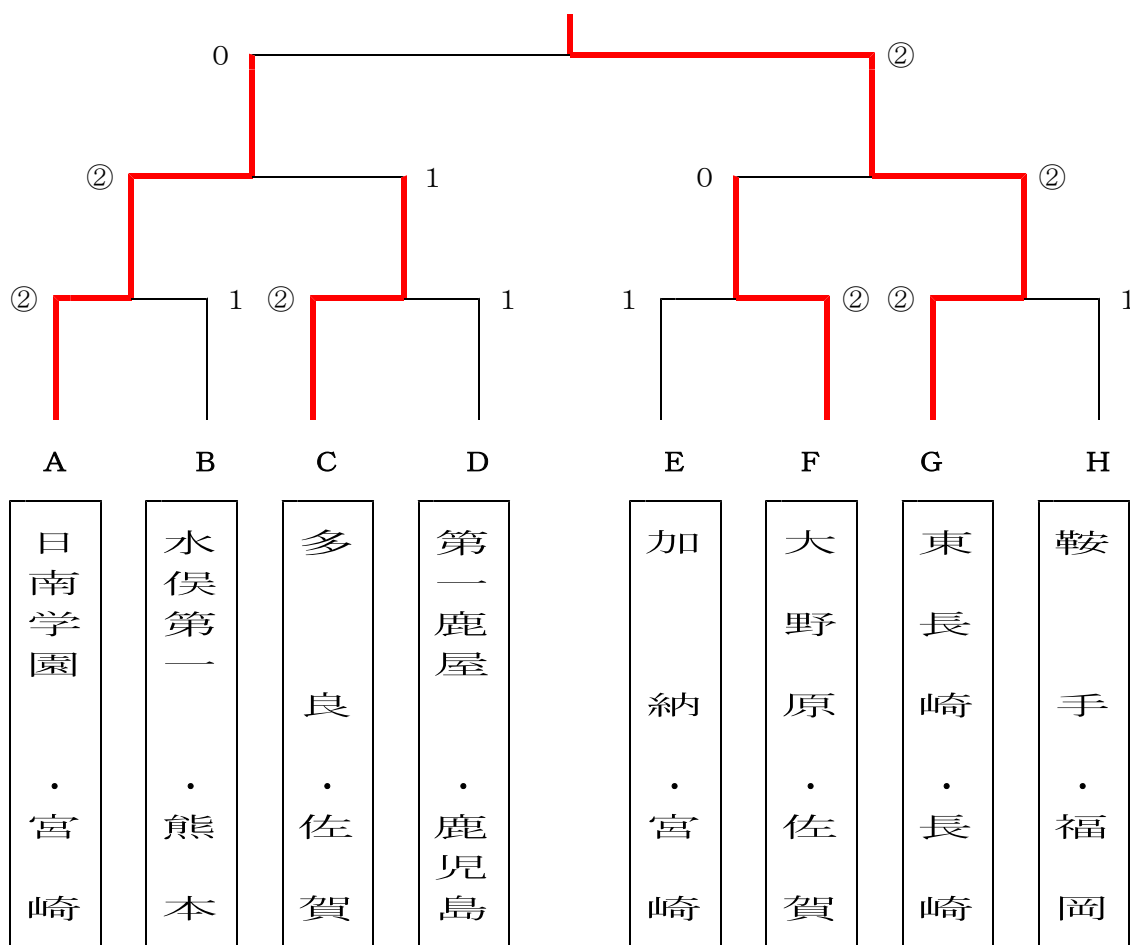 0 ②
② 1 0 ②
② 1 ② 1 1 ② ② 1
A B C D E F G H
日南学園・宮崎
水俣第一・熊本
多良・佐賀
第一鹿屋・鹿児島
加納・宮崎
大野原・佐賀
東長崎・長崎
鞍手・福岡